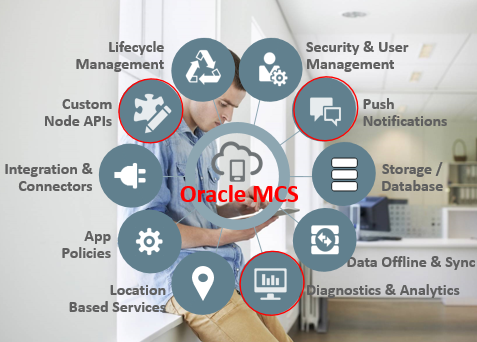 Lifecycle
Management
Security & User
Management
Custom
Node APIs
Push
Notifications
Integration &
Connectors
Oracle MCS
Storage /
Database
App
Policies
Data Offline & Sync
Location
Based Services
Diagnostics & Analytics